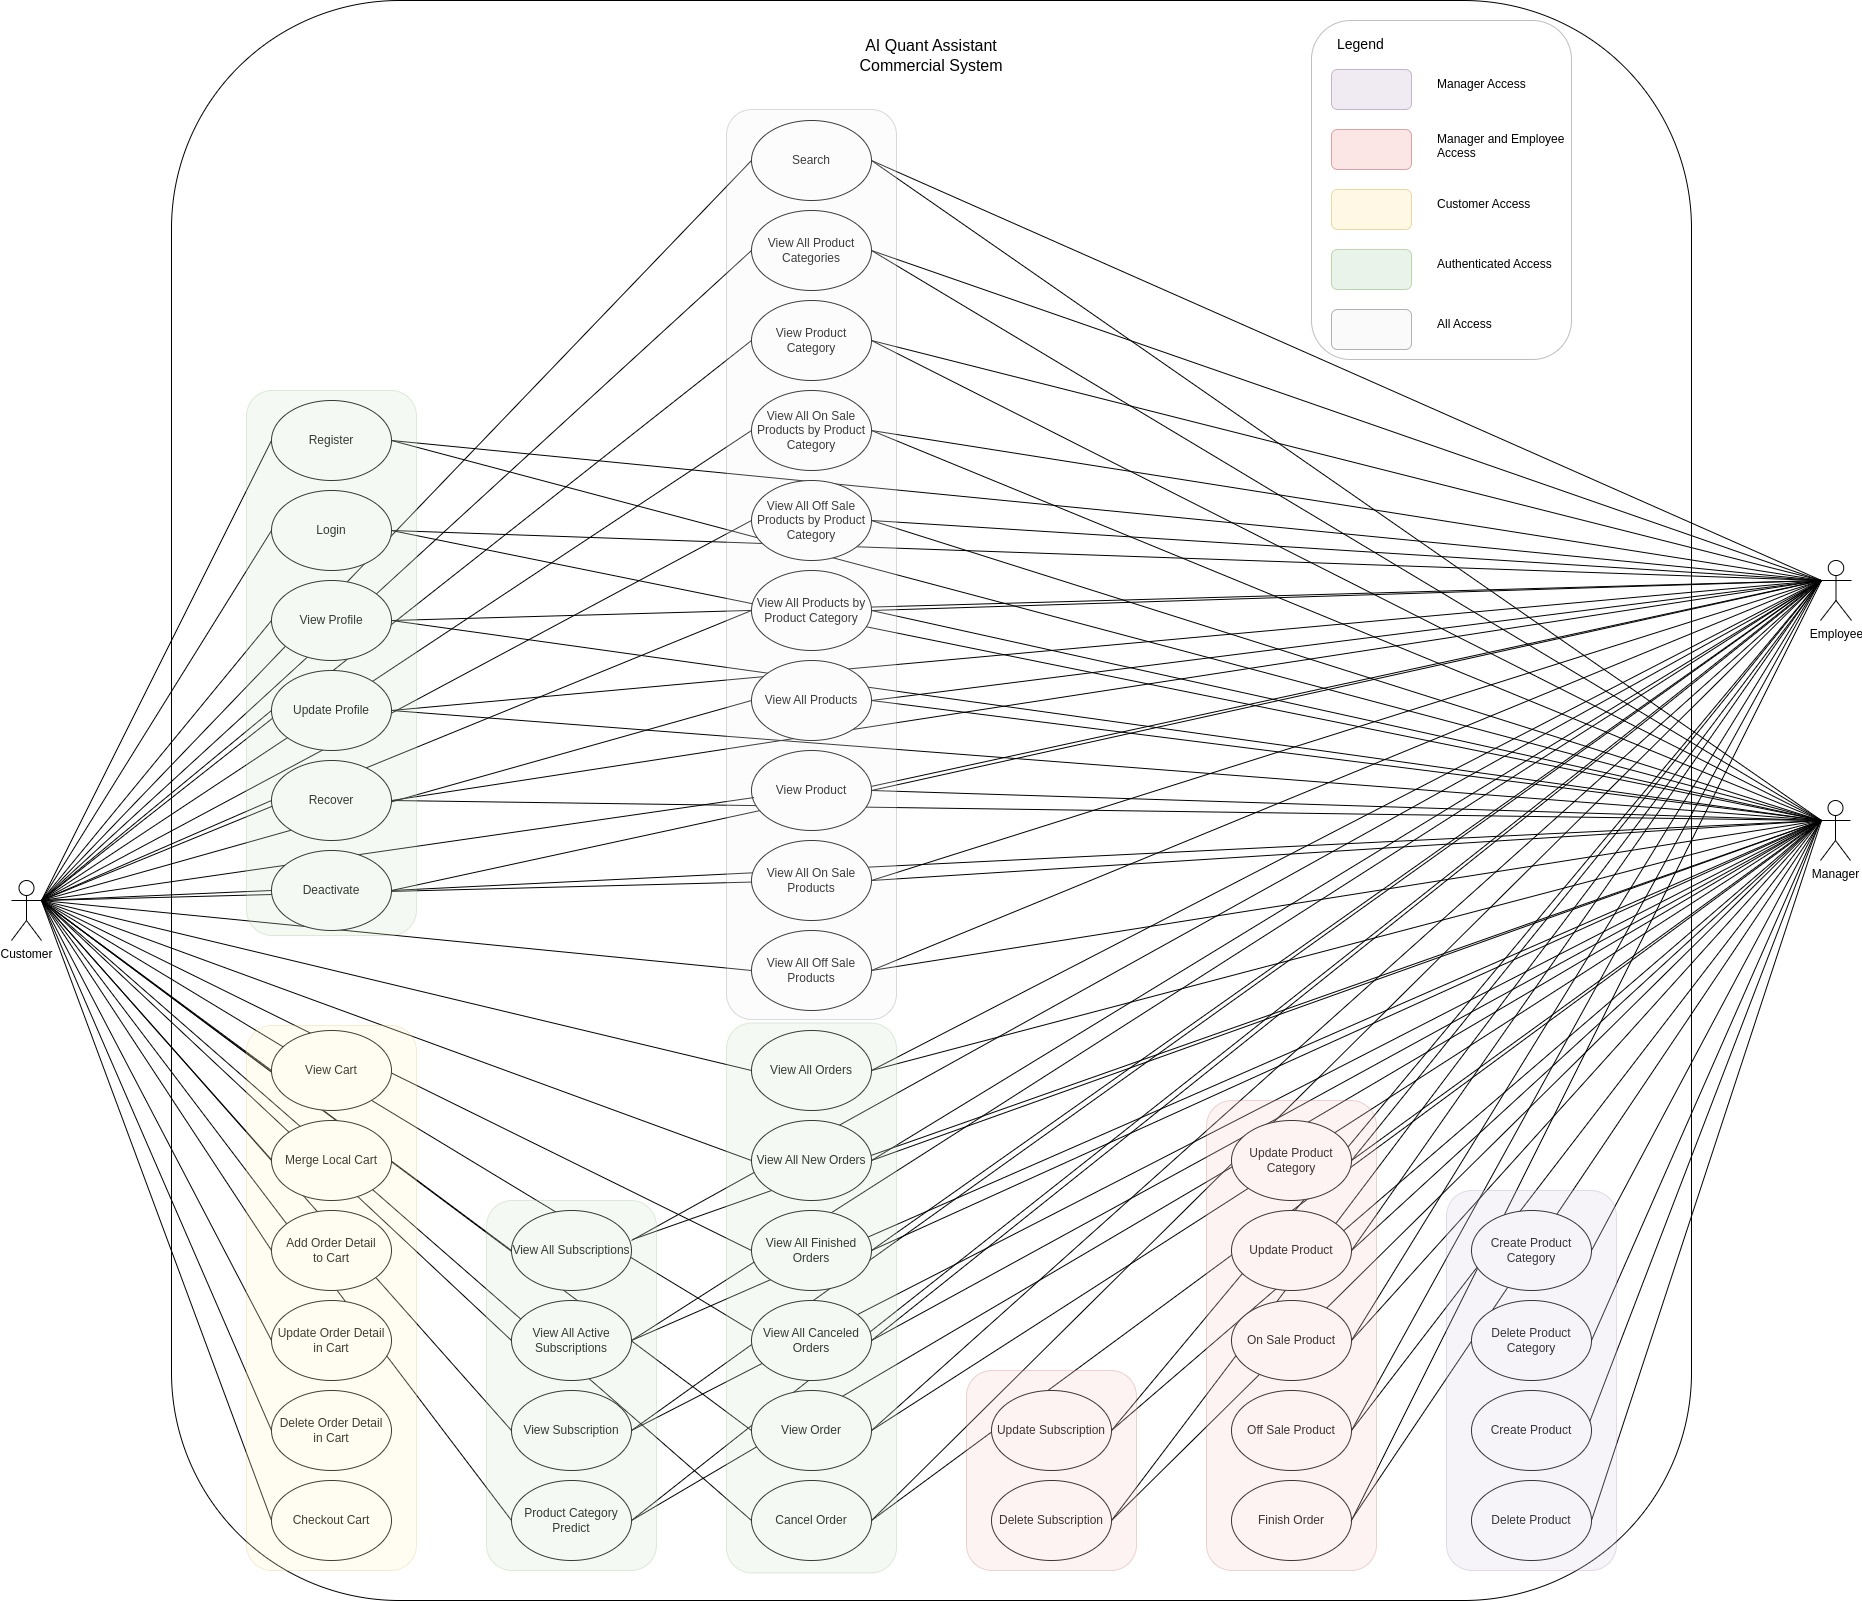 AI Quant Assistant
Commercial System
Legend
Manager Access
Manager and Employee
Access
Customer Access
Authenticated Access
All Access
Search
View All Product
Categories
View Product
Category
View All On Sale
Products by Product
Category
View All Off Sale
Products by Product
Category
View All Products by
Product Category
View All Products
View Product
View All On Sale
Products
View All Off Sale
Products
Register
Login
View Profile
Update Profile
Recover
Deactivate
Customer
Employee
Manager
View Cart
Merge Local Cart
Add Order Detail
to Cart
Update Order Detail
in Cart
Delete Order Detail
in Cart
Checkout Cart
View All Subscriptions
View All Active
Subscriptions
View Subscription
Product Category
Predict
View All Orders
View All New Orders
View All Finished
Orders
View All Canceled
Orders
View Order
Cancel Order
Update Subscription
Delete Subscription
Update Product
Category
Update Product
On Sale Product
Off Sale Product
Finish Order
Create Product
Category
Delete Product
Category
Create Product
Delete Product